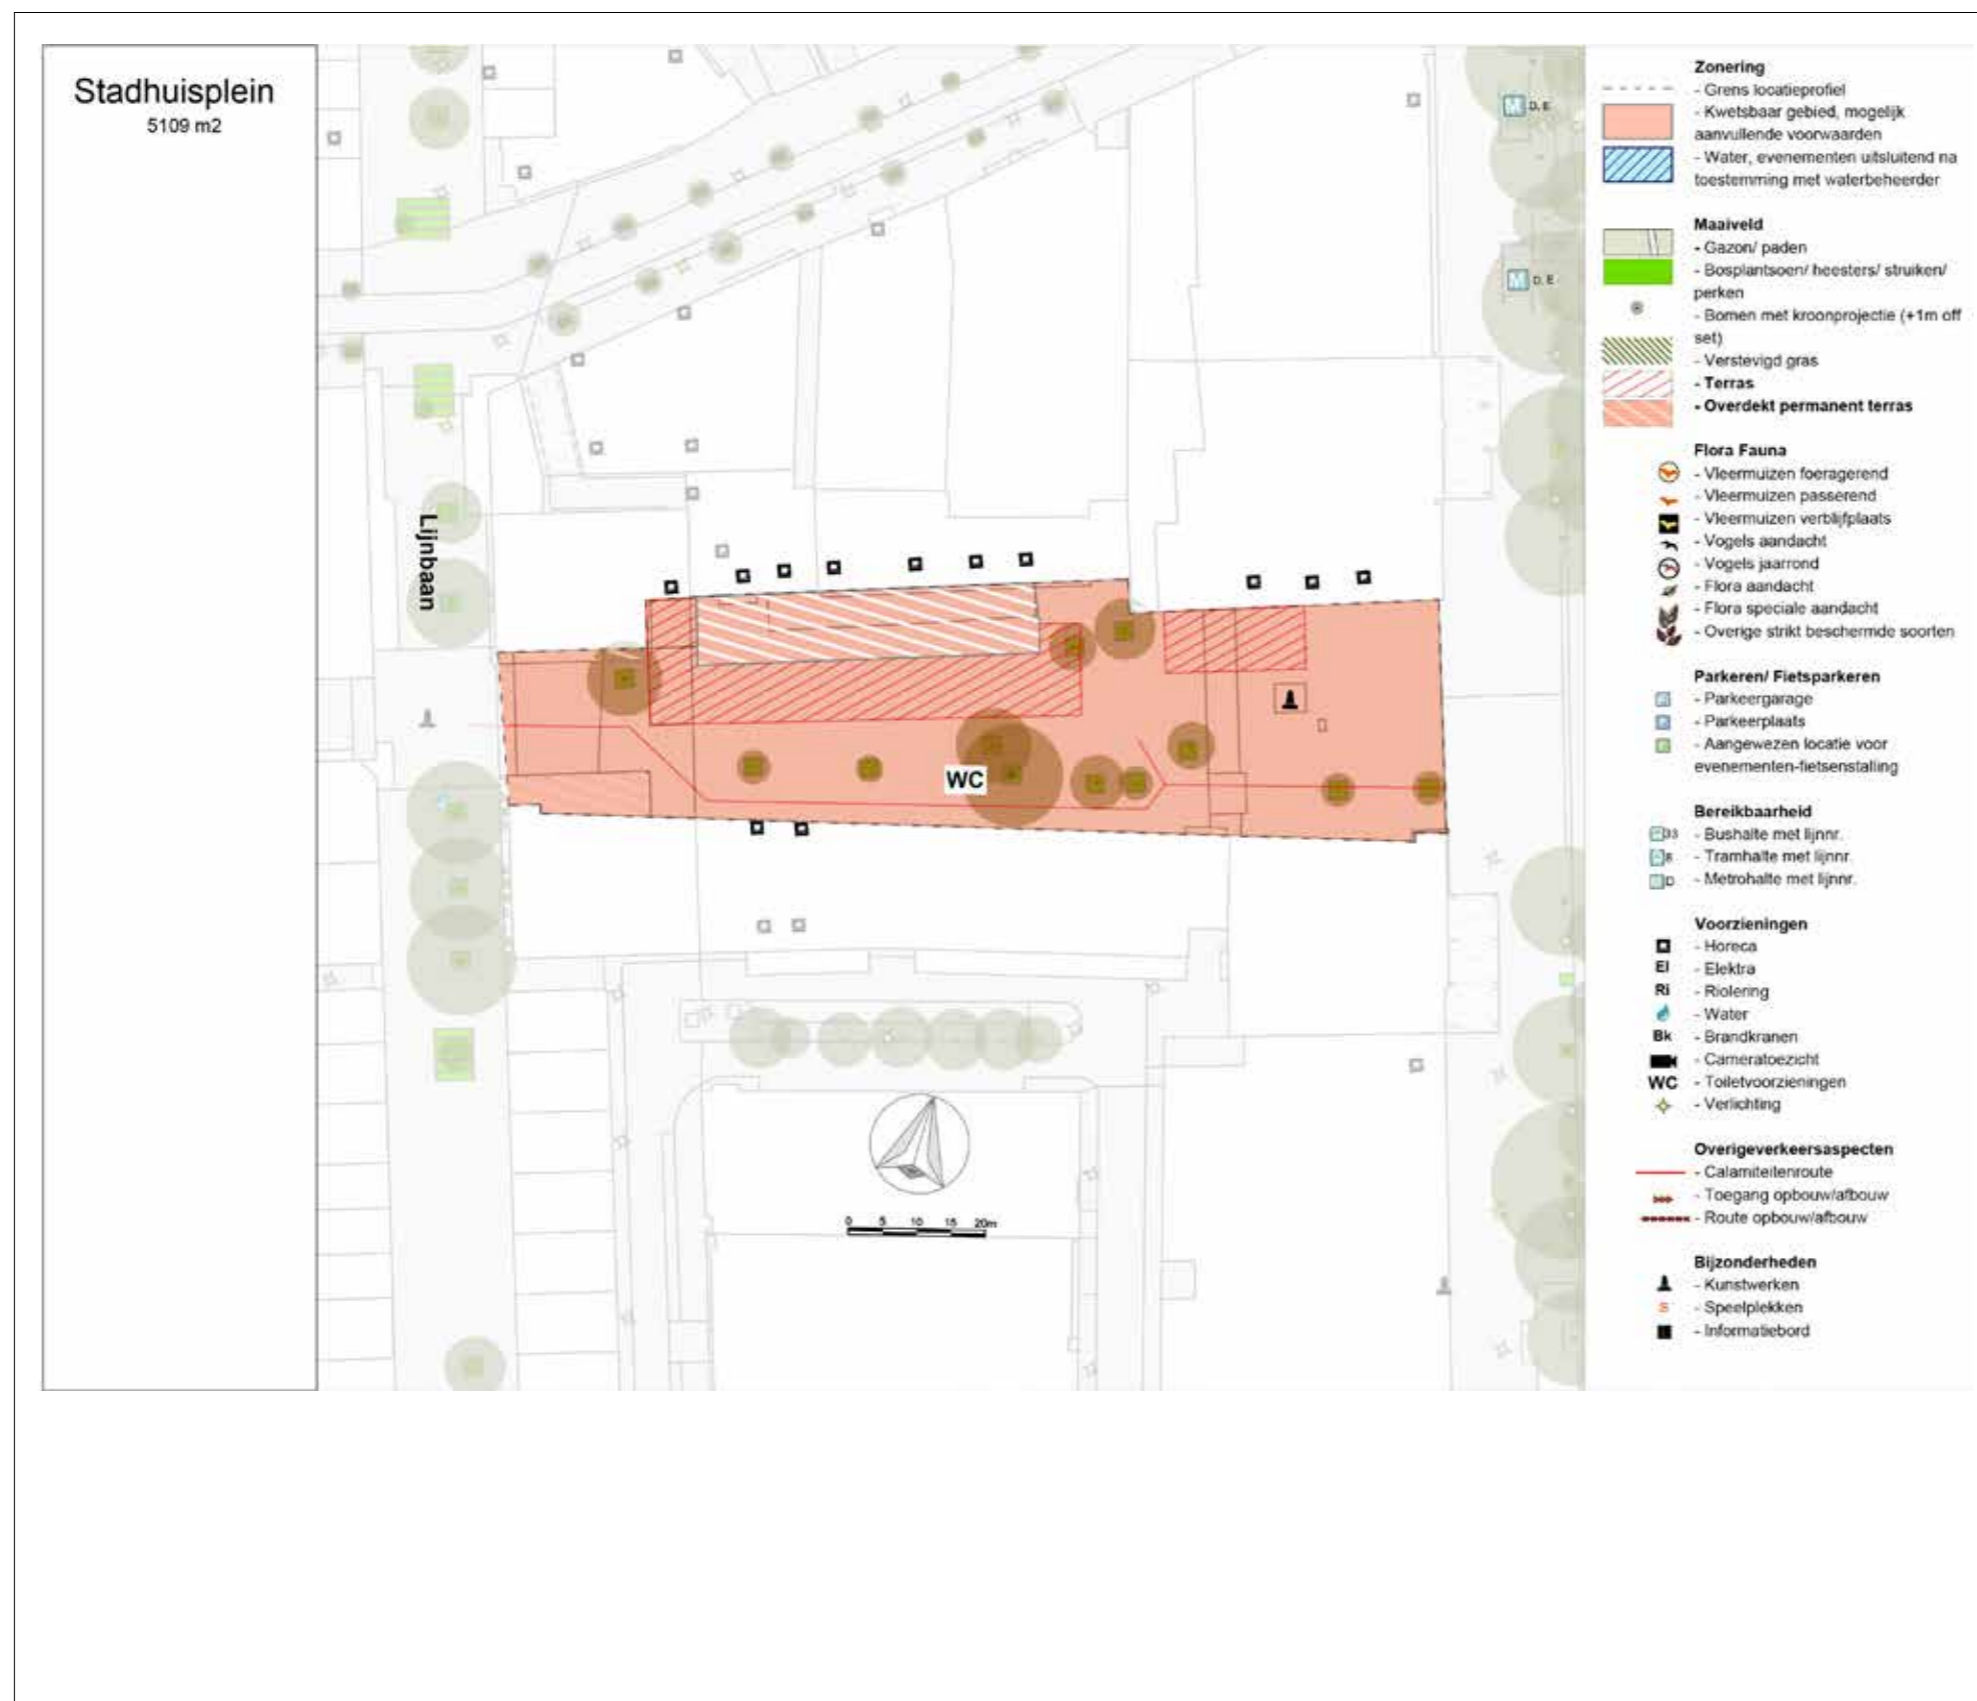 Stadhuisplein
5109 m2
Lijnbaan
D, E
D, E
WC
0 5 10 15 20m
Zonering
- Grens locatieprofiel
- Kwetsbaar gebied, mogelijk
aanvullende voorwaarden
- Water, evenementen uitsluitend na
toestemming met waterbeheerder
Maaiveld
- Gazon/ paden
- Bosplantsoen/ heesters/ struiken/
perken
- Bomen met kroonprojectie (+1m off
set)
- Verstevigd gras
- Terras
- Overdekt permanent terras
Flora Fauna
- Vleermuizen foeragerend
- Vleermuizen passerend
- Vleermuizen verblijfplaats
- Vogels aandacht
- Vogels jaarrond
- Flora aandacht
- Flora speciale aandacht
- Overige strikt beschermde soorten
Parkeren/ Fietsparkeren
- Parkeergarage
- Parkeerplaats
- Aangewezen locatie voor
evenementen-fietsenstalling
Bereikbaarheid
33 - Bushalte met lijnnr.
8 - Tramhalte met lijnnr.
D - Metrohalte met lijnnr.
Voorzieningen
- Horeca
El - Elektra
Ri - Riolering
- Water
Bk - Brandkranen
- Cameratoezicht
WC - Toiletvoorzieningen
- Verlichting
Overigeverkeersaspecten
- Calamiteitenroute
- Toegang opbouw/afbouw
- Route opbouw/afbouw
Bijzonderheden
- Kunstwerken
S - Speelplekken
- Informatiebord